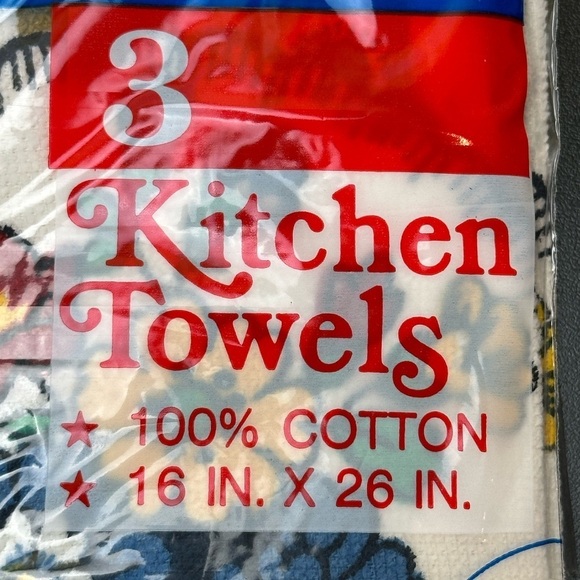 3
Kitchen
Towels
★ 100% COTTON
★ 16 IN. X 26 IN.